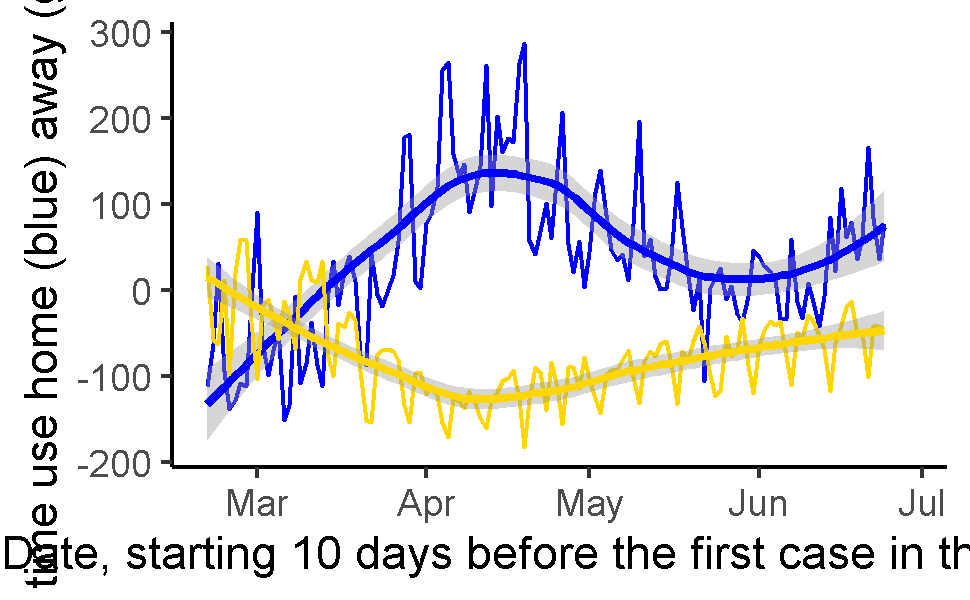 time use home (blue) away (
300
200
100
0
-100
-200
Mar Apr May Jun Jul
Date, starting 10 days before the first case in th